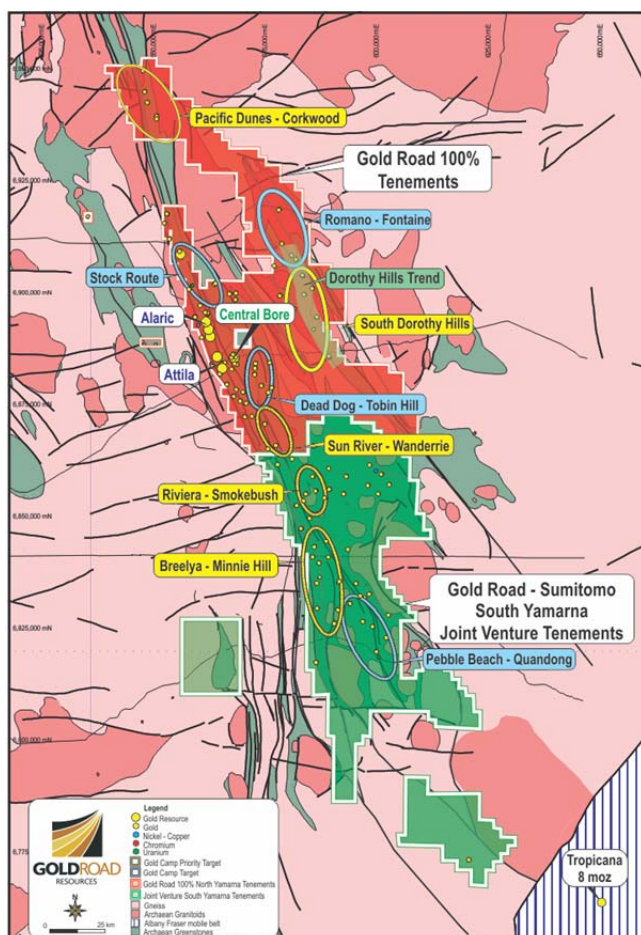 Pacific Dunes - Corkwood
Gold Road 100%
Tenements
6,925,000 mN
Romano - Fontaine
Stock Route
Dorothy Hills Trend
6,900,000 mN
Alaric
Central Bore
South Dorothy Hills
Attila
6,875,000 mN
Dead Dog - Tobin Hill
Sun River - Wanderrie
Riviera - Smokebush
6,850,000 mN
Breelya - Minnie Hill
Gold Road - Sumitomo
South Yamarna
Joint Venture Tenements
6,825,000 mN
Pebble Beach - Quandong
Legend
Gold Resource
Gold
Nickel - Copper
Chromium
Uranium
Gold Camp Priority Target
Gold Camp Target
Gold Road 100% North Yamarna Tenements
Joint Venture South Yamarna Tenements
Gneiss
Archaean Granitoids
Albany Fraser mobile belt
Archaean Greenstones
GOLDROAD
RESOURCES
N
0 25 km
Tropicana
8 moz